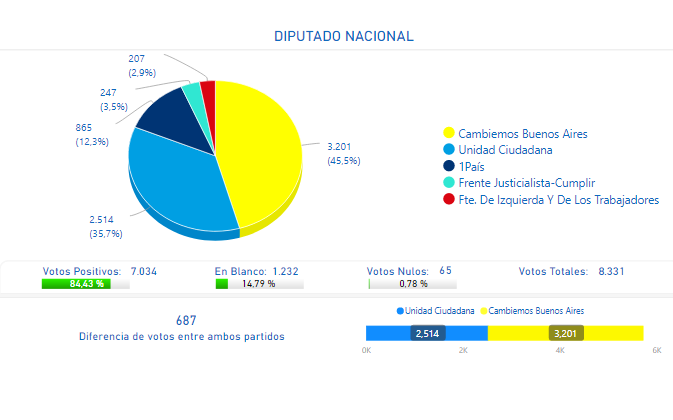 DIPUTADO NACIONAL
207
(2,9%)
247
(3,5%)
865
(12,3%)
3.201
(45,5%)
2.514
(35,7%)
Cambiemos Buenos Aires
Unidad Ciudadana
1País
Frente Justicialista-Cumplir
Fte. De Izquierda Y De Los Trabajadores
Votos Positivos: 7.034
84,43 %
En Blanco: 1.232
14,79 %
Votos Nulos: 65
0,78 %
Votos Totales: 8.331
687
Diferencia de votos entre ambos partidos
Unidad Ciudadana Cambiemos Buenos Aires
2,514 3,201
0K 2K 4K 6K